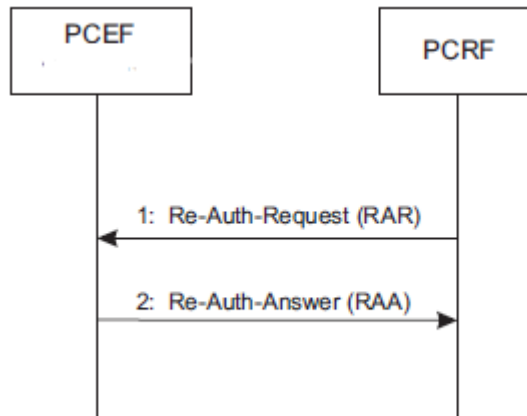 PCEF
PCRF
1: Re-Auth-Request (RAR)
2: Re-Auth-Answer (RAA)